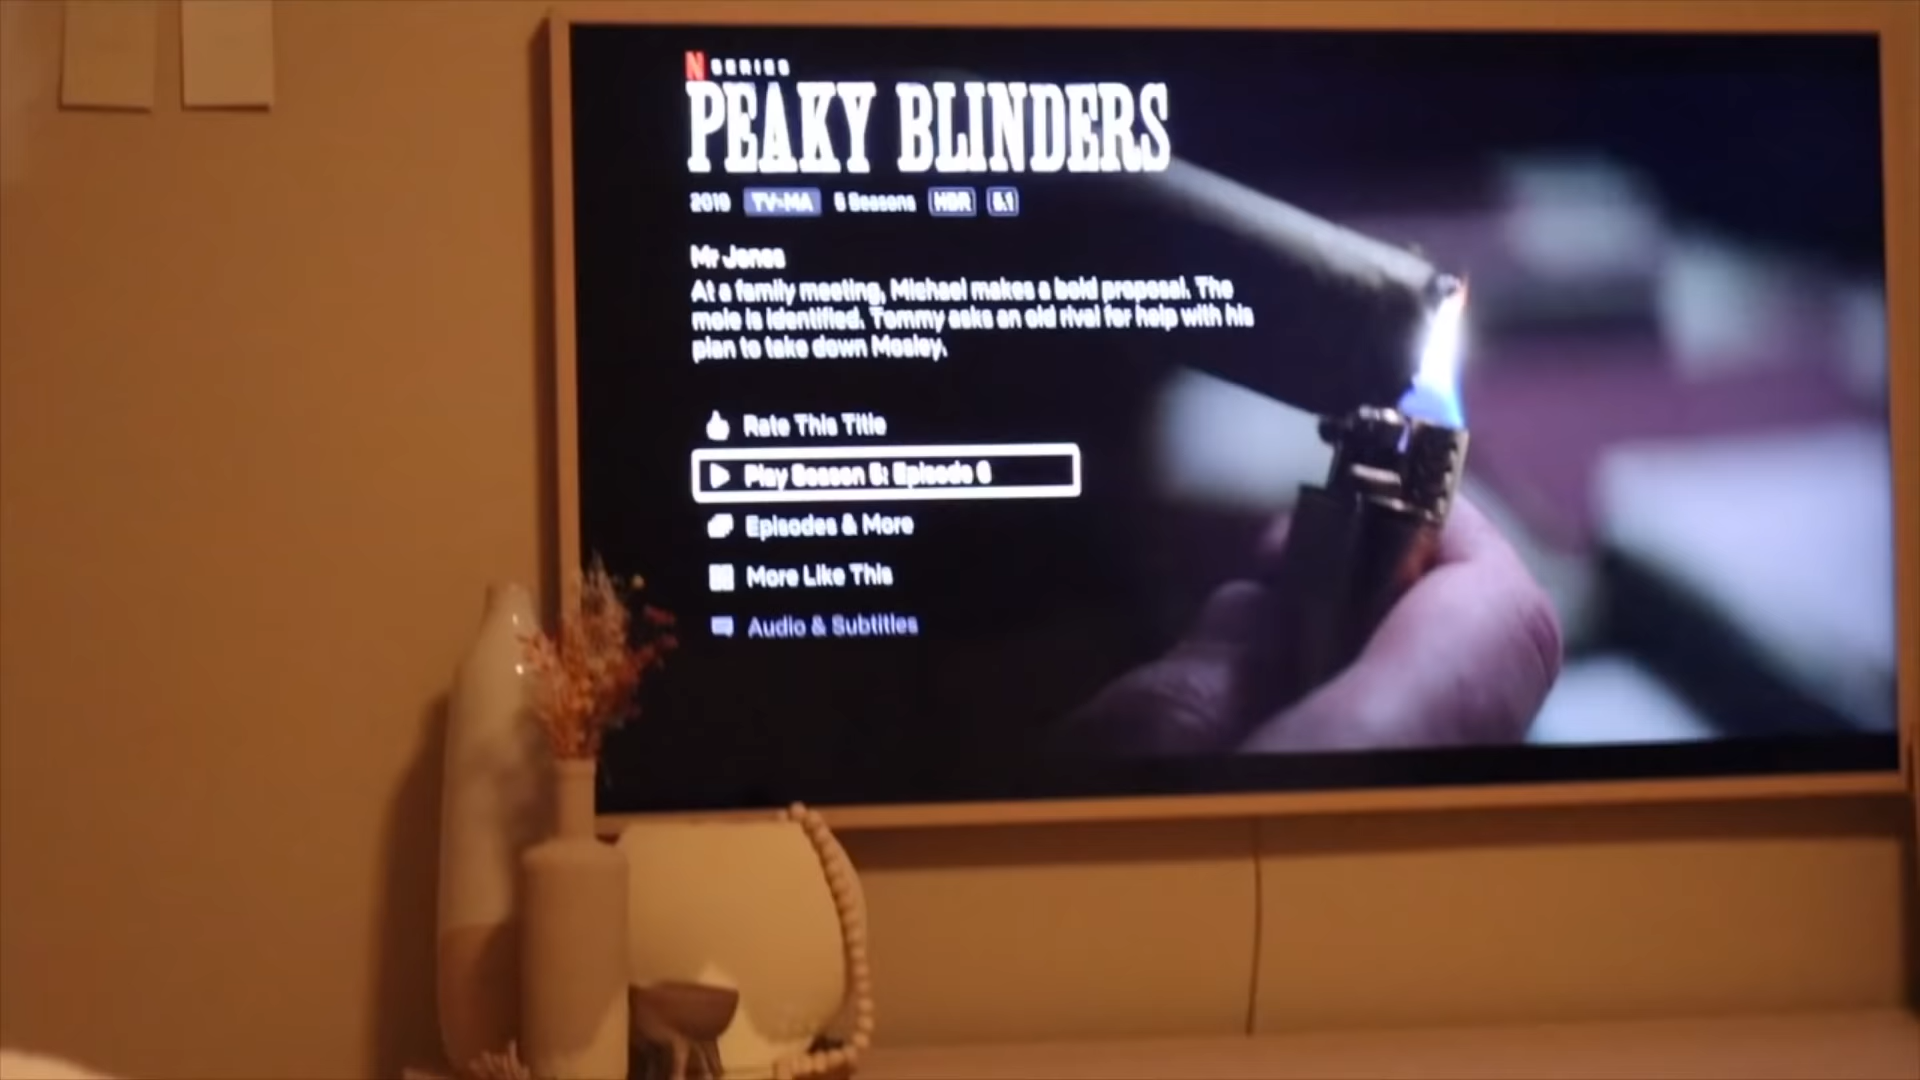 N SERIES
PEAKY BLINDERS
2019 TV-MA 5 Seasons HDR 5.1
Mr Jones
At a family meeting, Michael makes a bold proposal. The
mole is identified. Tommy asks an old rival for help with his
plan to take down Mosley.
Rate This Title
Play Season 5: Episode 6
Episodes & More
More Like This
Audio & Subtitles